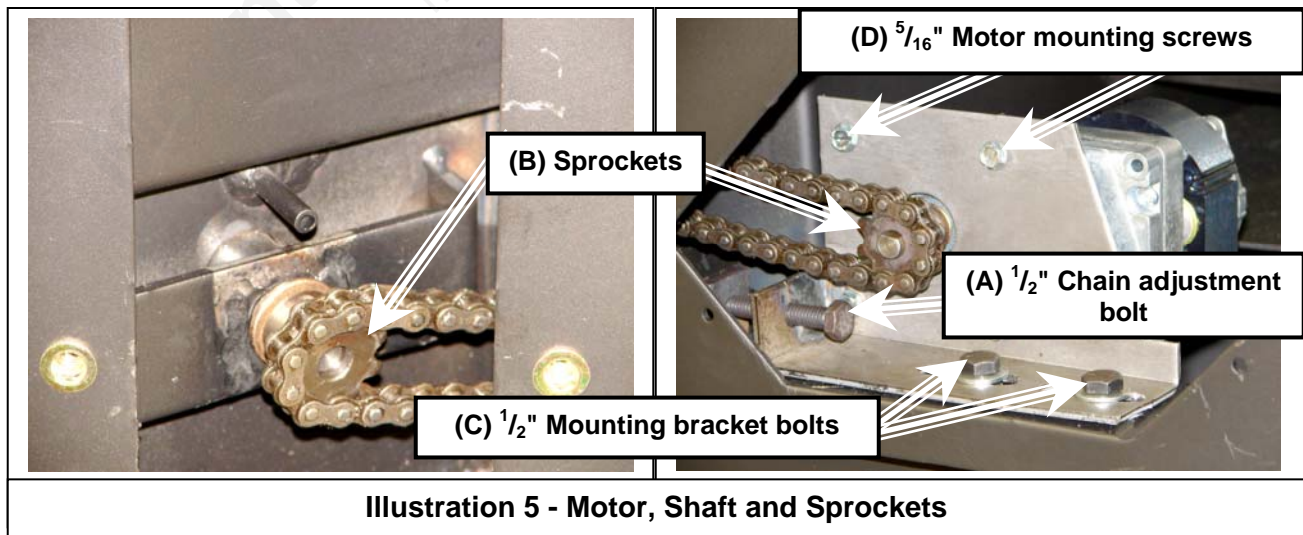 (D) 5/16" Motor mounting screws
(B) Sprockets
(A) 1/2" Chain adjustment
bolt
(C) 1/2" Mounting bracket bolts
Illustration 5 - Motor, Shaft and Sprockets